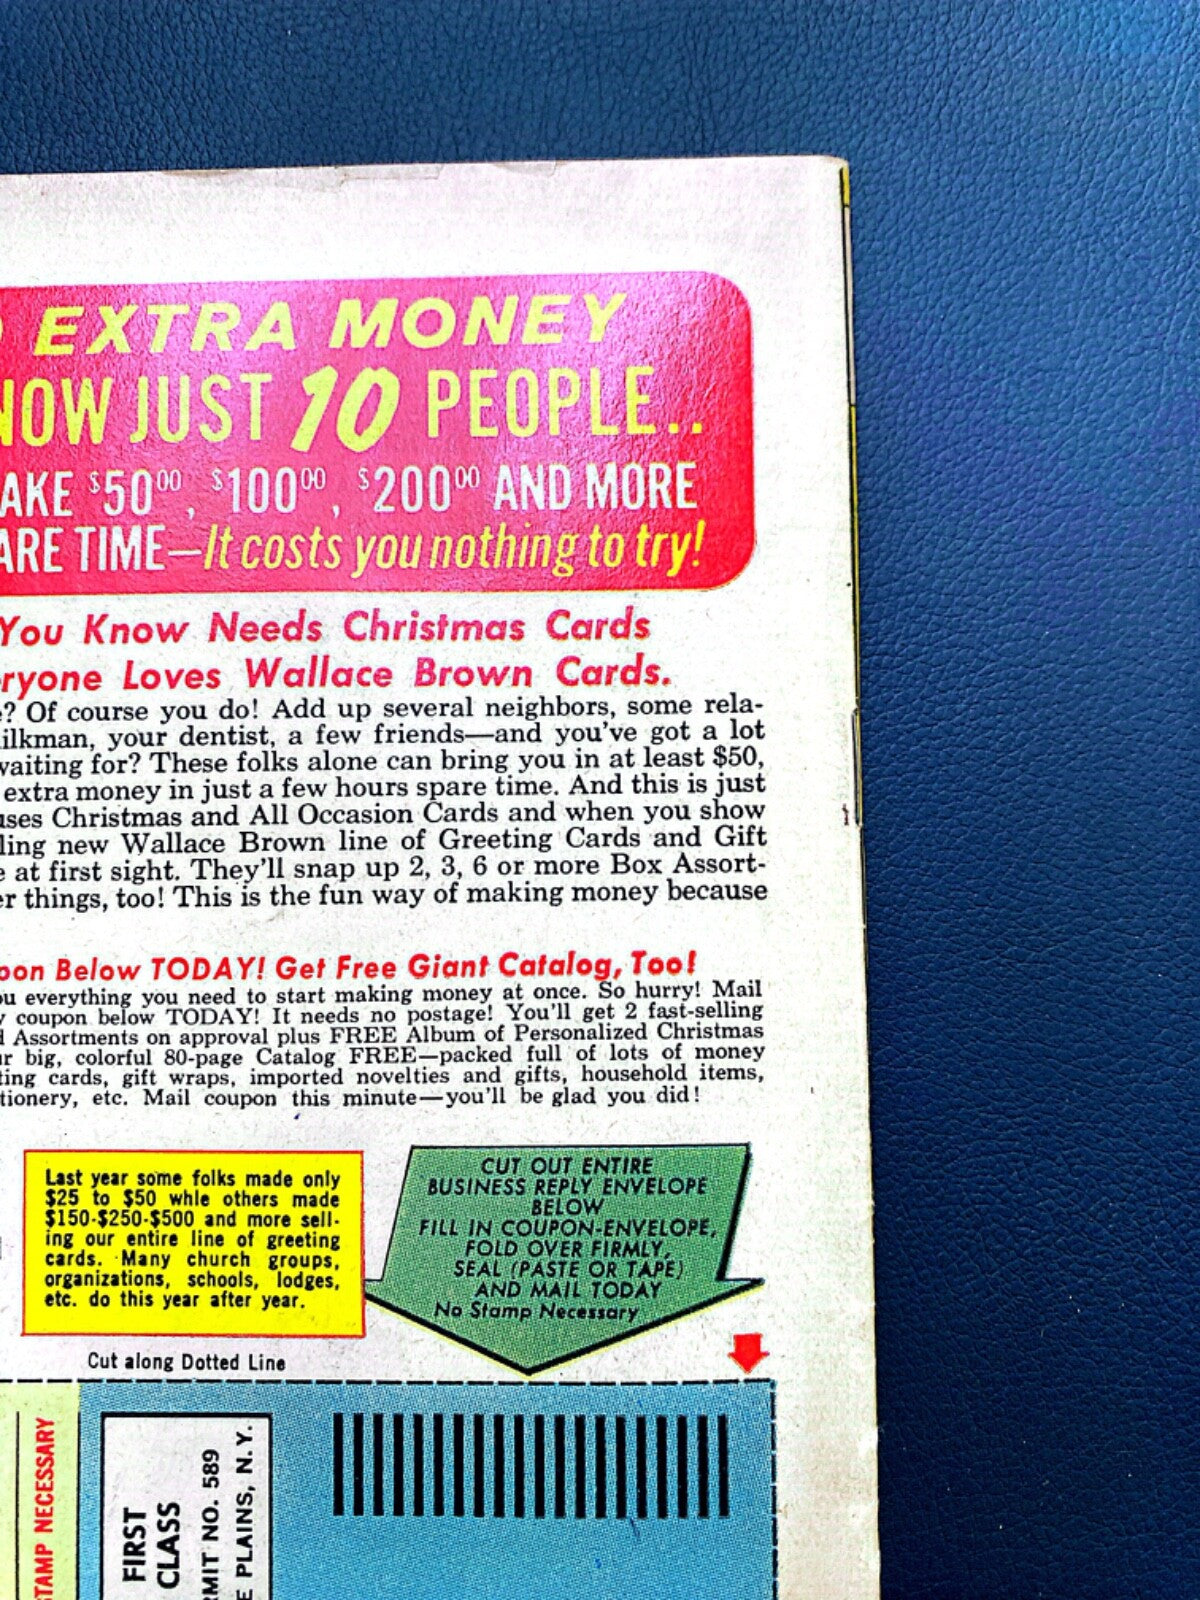 EXTRA MONEY
NOW JUST 10 PEOPLE..
AKE $50⁰⁰, $100⁰⁰, $200⁰⁰ AND MORE
ARE TIME—It costs you nothing to try!
You Know Needs Christmas Cards
ryone Loves Wallace Brown Cards.
e? Of course you do! Add up several neighbors, some rela-
ilkman, your dentist, a few friends—and you've got a lot
waiting for? These folks alone can bring you in at least $50,
extra money in just a few hours spare time. And this is just
uses Christmas and All Occasion Cards and when you show
ling new Wallace Brown line of Greeting Cards and Gift
e at first sight. They'll snap up 2, 3, 6 or more Box Assort-
er things, too! This is the fun way of making money because
pon Below TODAY! Get Free Giant Catalog, Too!
ou everything you need to start making money at once. So hurry! Mail
y coupon below TODAY! It needs no postage! You'll get 2 fast-selling
d Assortments on approval plus FREE Album of Personalized Christmas
ur big, colorful 80-page Catalog FREE—packed full of lots of money
ting cards, gift wraps, imported novelties and gifts, household items,
tionery, etc. Mail coupon this minute—you'll be glad you did!
Last year some folks made only
$25 to $50 whle others made
$150-$250-$500 and more sell-
ing our entire line of greeting
cards. Many church groups,
organizations, schools, lodges,
etc. do this year after year.
CUT OUT ENTIRE
BUSINESS REPLY ENVELOPE
BELOW
FILL IN COUPON-ENVELOPE,
FOLD OVER FIRMLY,
SEAL (PASTE OR TAPE)
AND MAIL TODAY
No Stamp Necessary
Cut along Dotted Line
STAMP NECESSARY
FIRST
CLASS
RMIT NO. 589
E PLAINS, N.Y.